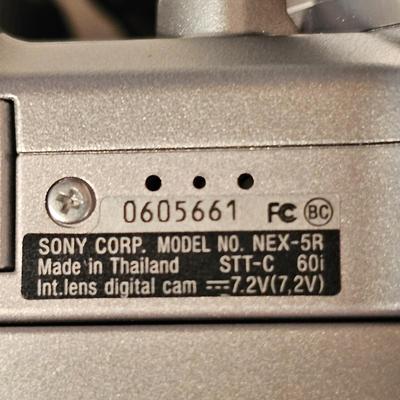 0605661 FC BC
SONY CORP. MODEL NO. NEX-5R
Made in Thailand STT-C 60i
Int.lens digital cam ⎓7.2V(7,2V)